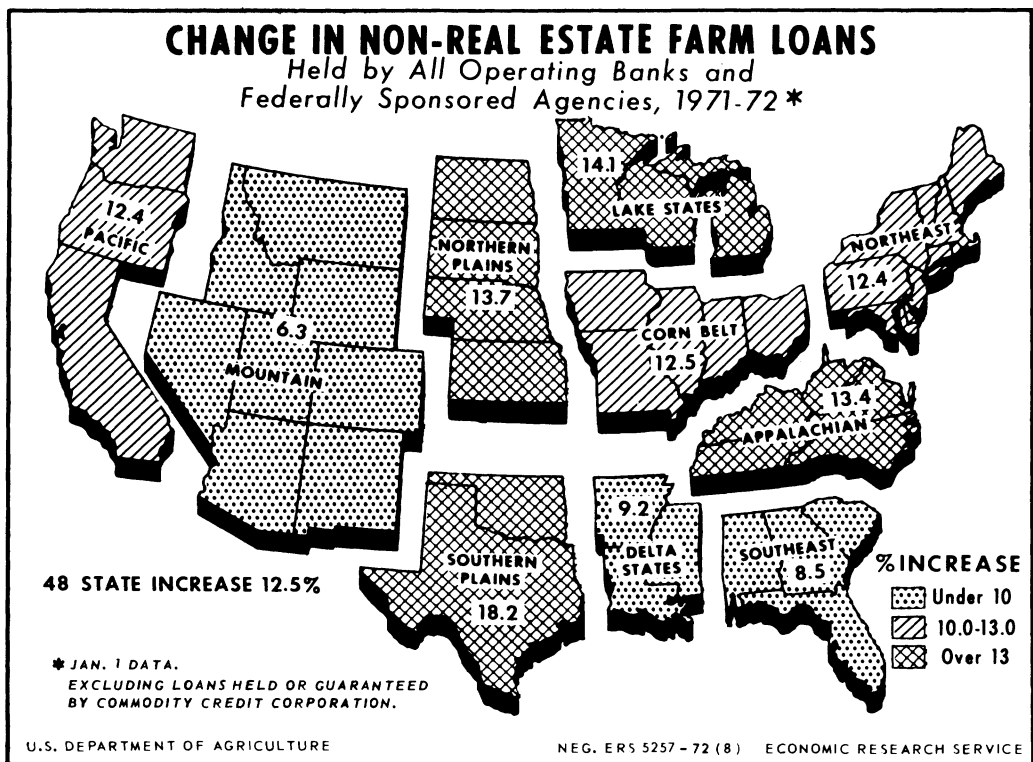 CHANGE IN NON-REAL ESTATE FARM LOANS
Held by All Operating Banks and
Federally Sponsored Agencies, 1971-72*
12.4
PACIFIC
6.3
MOUNTAIN
NORTHERN
PLAINS
13.7
14.1
LAKE STATES
CORN BELT
12.5
NORTHEAST
12.4
13.4
APPALACHIAN
SOUTHERN
PLAINS
18.2
9.2
DELTA
STATES
SOUTHEAST
8.5
48 STATE INCREASE 12.5%
% INCREASE
Under 10
10.0-13.0
Over 13
* JAN. 1 DATA.
EXCLUDING LOANS HELD OR GUARANTEED
BY COMMODITY CREDIT CORPORATION.
U.S. DEPARTMENT OF AGRICULTURE
NEG. ERS 5257-72(8) ECONOMIC RESEARCH SERVICE